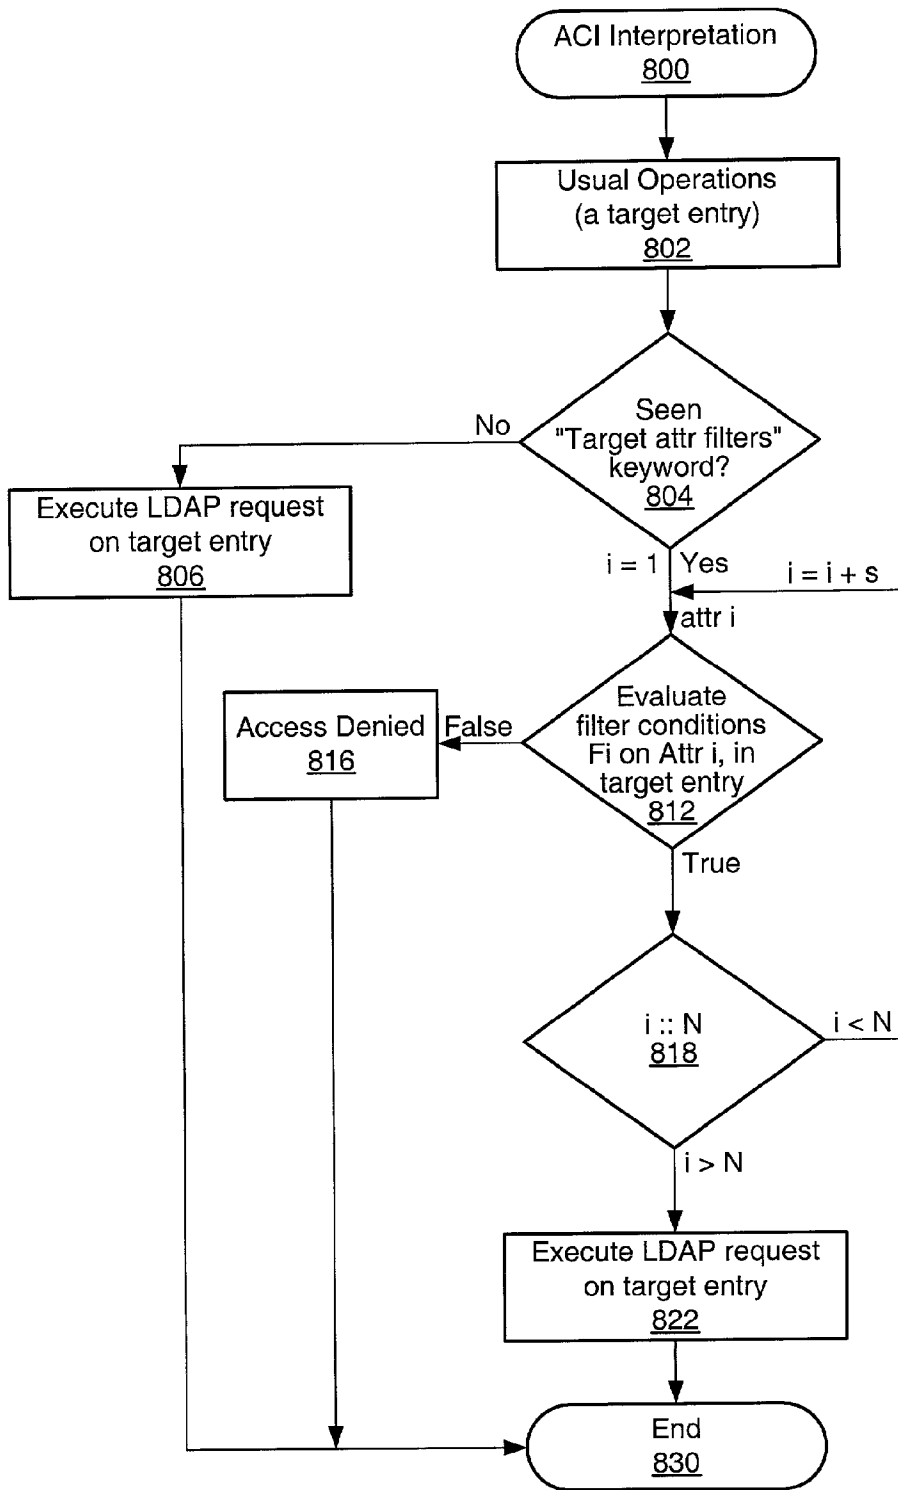 ACI Interpretation
800
Usual Operations
(a target entry)
802
Seen
"Target attr filters"
keyword?
804
No
Execute LDAP request
on target entry
806
i = 1
Yes
i = i + s
attr i
Evaluate
filter conditions
Fi on Attr i, in
target entry
812
False
Access Denied
816
True
i :: N
818
i < N
i > N
Execute LDAP request
on target entry
822
End
830